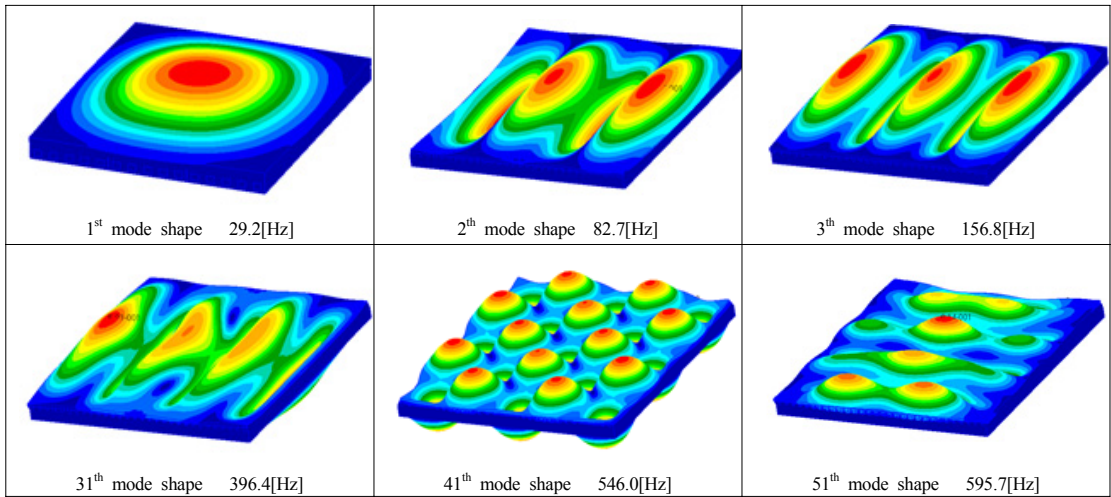 1st mode shape 29.2[Hz]
2th mode shape 82.7[Hz]
3th mode shape 156.8[Hz]
31th mode shape 396.4[Hz]
41th mode shape 546.0[Hz]
51th mode shape 595.7[Hz]